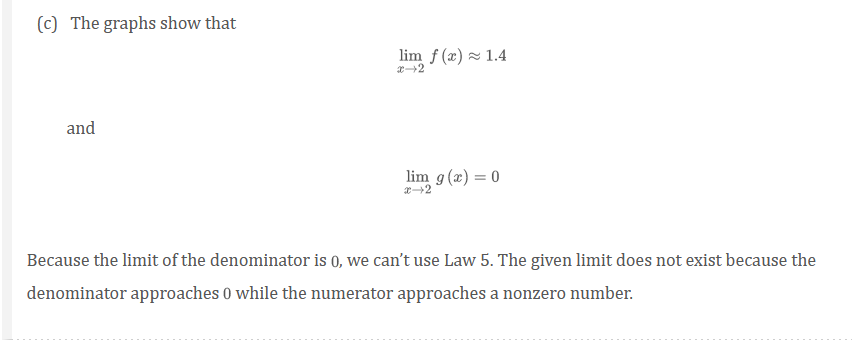 (c) The graphs show that
lim f (x) ≈ 1.4
x→2
and
lim g (x) = 0
x→2
Because the limit of the denominator is 0, we can’t use Law 5. The given limit does not exist because the
denominator approaches 0 while the numerator approaches a nonzero number.